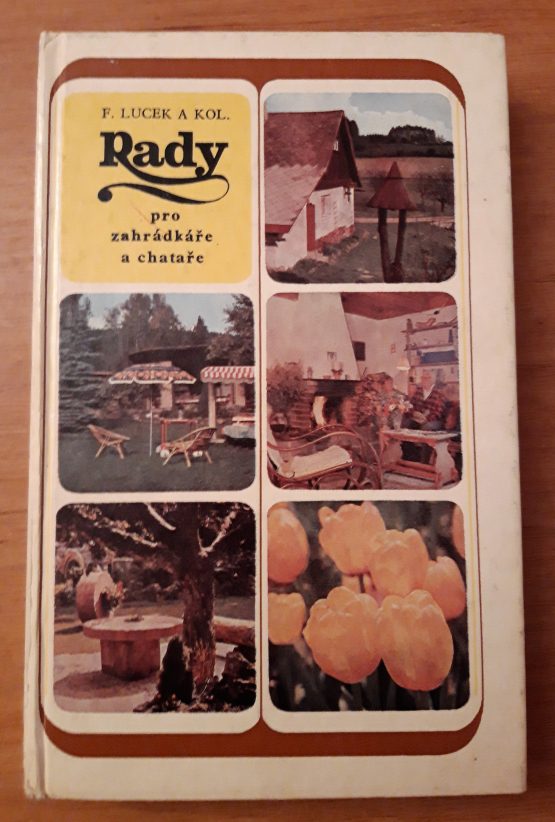 F. LUCEK A KOL.
Rady
pro
zahrádkáře
a chataře